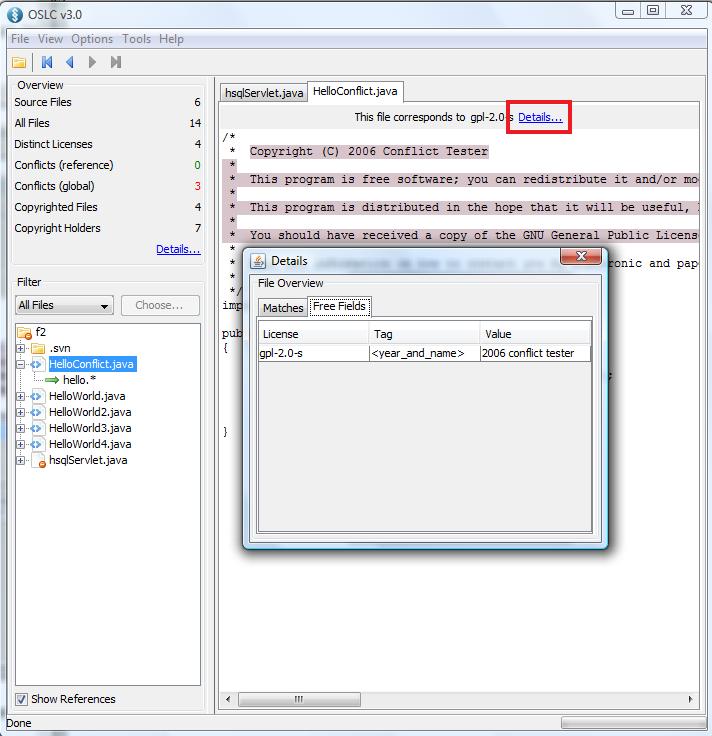 OSLC v3.0
File View Options Tools Help
Overview
Source Files 6
All Files 14
Distinct Licenses 4
Conflicts (reference) 0
Conflicts (global) 3
Copyrighted Files 4
Copyright Holders 7
Details...
Filter
All Files Choose...
f2
.svn
HelloConflict.java
hello.*
HelloWorld.java
HelloWorld2.java
HelloWorld3.java
HelloWorld4.java
hsqlServlet.java
Show References
hsqlServlet.java HelloConflict.java
This file corresponds to gpl-2.0-s Details...
/*
* Copyright (C) 2006 Conflict Tester
*
* This program is free software; you can redistribute it and/or mo
*
* This program is distributed in the hope that it will be useful,
*
* You should have received a copy of the GNU General Public Licens
*
* ronic and pap
*
*/
imp
pub
{
;
}
Details
File Overview
Matches Free Fields
License Tag Value
gpl-2.0-s <year_and_name> 2006 conflict tester
Done